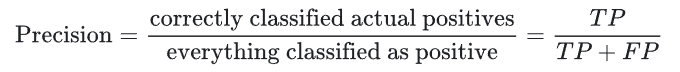 Precision = correctly classified actual positives / everything classified as positive = TP / TP + FP